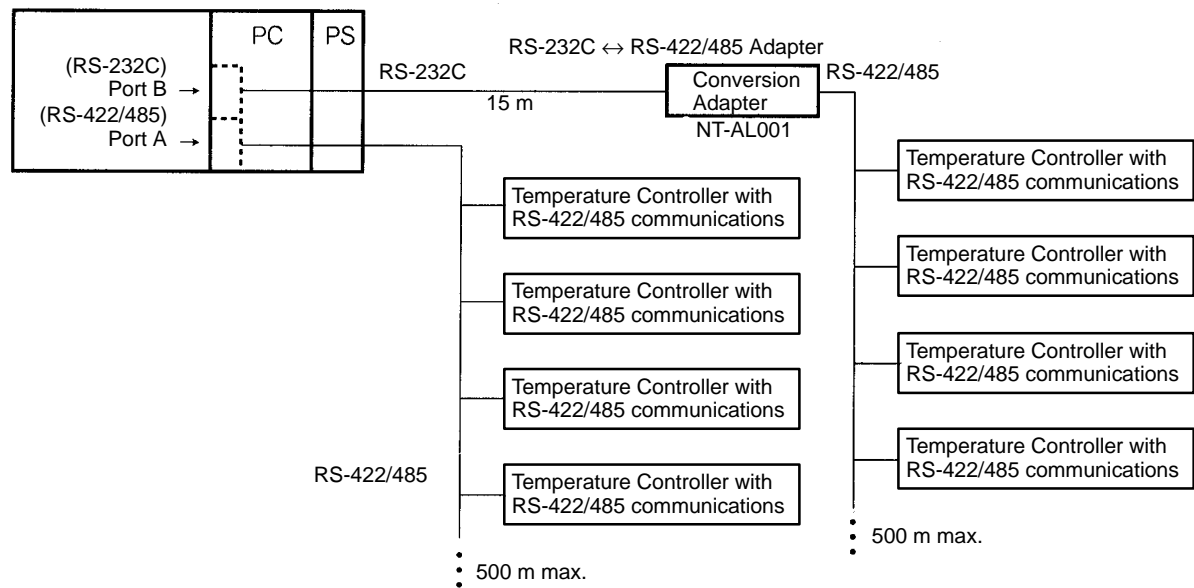 PC
PS
(RS-232C)
Port B →
(RS-422/485)
Port A →
RS-232C
15 m
RS-232C ↔ RS-422/485 Adapter
Conversion
Adapter
NT-AL001
RS-422/485
Temperature Controller with
RS-422/485 communications
Temperature Controller with
RS-422/485 communications
Temperature Controller with
RS-422/485 communications
Temperature Controller with
RS-422/485 communications
RS-422/485
500 m max.
Temperature Controller with
RS-422/485 communications
Temperature Controller with
RS-422/485 communications
Temperature Controller with
RS-422/485 communications
Temperature Controller with
RS-422/485 communications
500 m max.